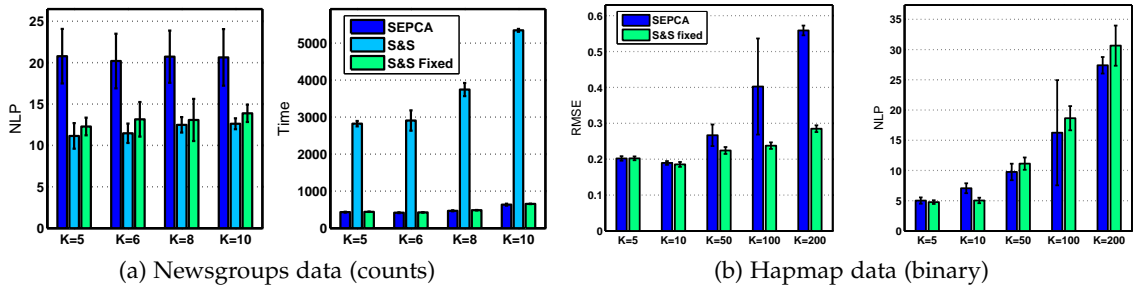 25
20
15
10
5
0
NLP
K=5 K=6 K=8 K=10
5000
4000
3000
2000
1000
0
Time
SEPCA
S&S
S&S Fixed
K=5 K=6 K=8 K=10
(a) Newsgroups data (counts)
0.6
0.5
0.4
0.3
0.2
0.1
0
RMSE
SEPCA
S&S fixed
K=5 K=10 K=50 K=100 K=200
35
30
25
20
15
10
5
0
NLP
K=5 K=10 K=50 K=100 K=200
(b) Hapmap data (binary)